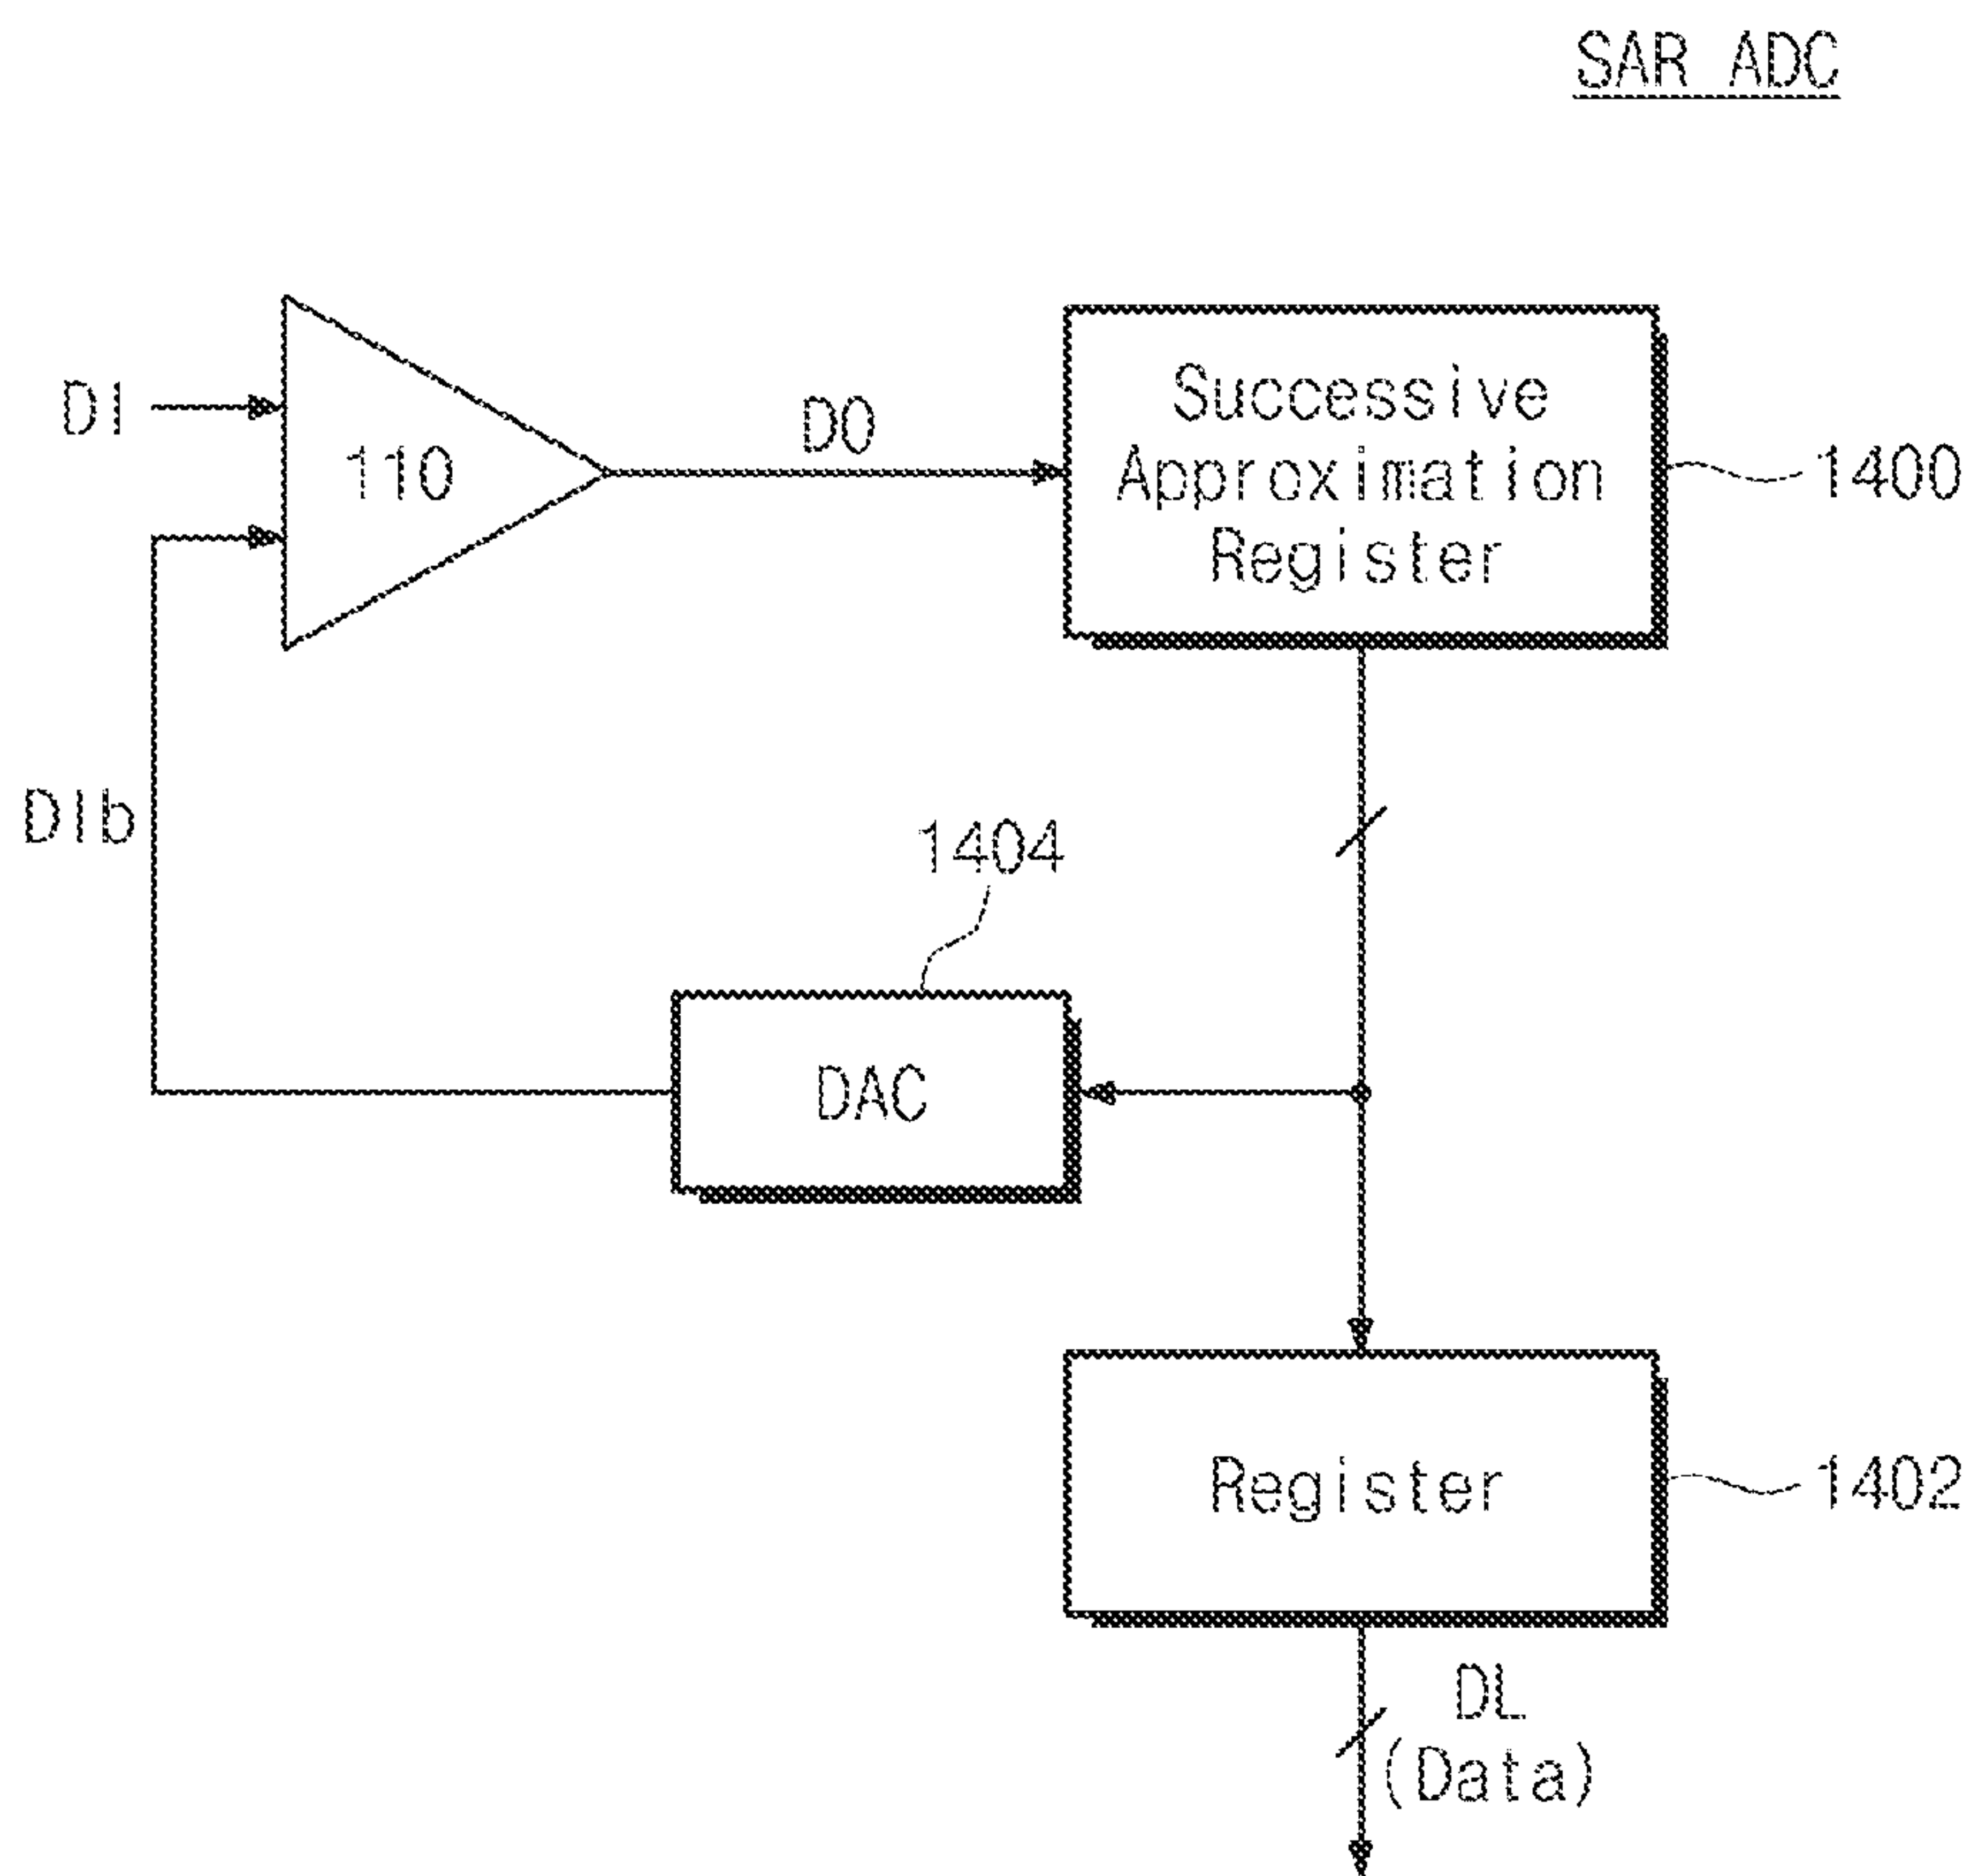 SAR ADC
DI
110
DO
Successive
Approximation
Register
1400
DIb
1404
DAC
Register
1402
DL
(Data)